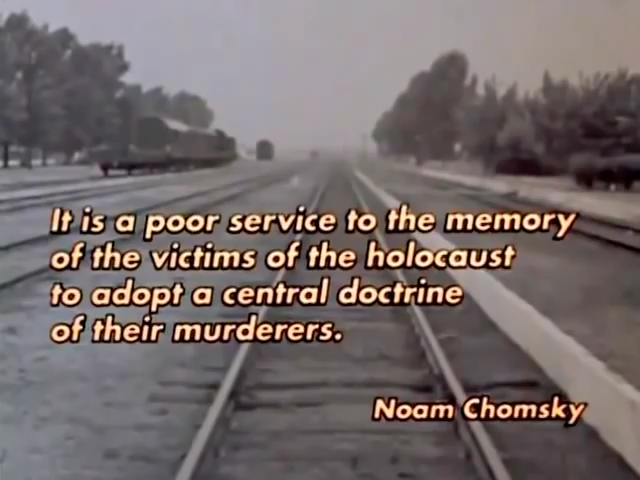 It is a poor service to the memory
of the victims of the holocaust
to adopt a central doctrine
of their murderers.
Noam Chomsky